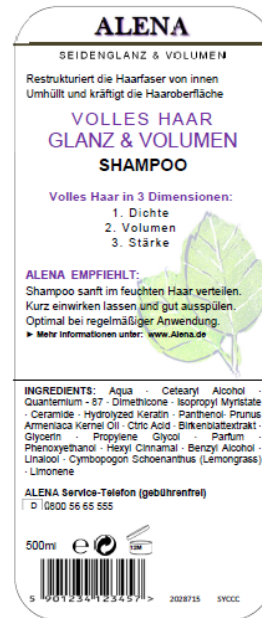 ALENA
SEIDENGLANZ & VOLUMEN
Restrukturiert die Haarfaser von innen
Umhüllt und kräftigt die Haaroberfläche
VOLLES HAAR
GLANZ & VOLUMEN
SHAMPOO
Volles Haar in 3 Dimensionen:
1. Dichte
2. Volumen
3. Stärke
ALENA EMPFIEHLT:
Shampoo sanft im feuchten Haar verteilen.
Kurz einwirken lassen und gut ausspülen.
Optimal bei regelmäßiger Anwendung.
► Mehr Informationen unter: www.Alena.de
INGREDIENTS: Aqua · Cetearyl Alcohol ·
Quanternium - 87 · Dimethicone · Isopropyl Myristate
· Ceramide · Hydrolyzed Keratin · Panthenol· Prunus
Armeniaca Kernel Oil · Ctric Acid · Birkenblattextrakt ·
Glycerin · Propylene Glycol · Parfum ·
Phenoxyethanol · Hexyl Cinnamal · Benzyl Alcohol ·
Linalool · Cymbopogon Schoenanthus (Lemongrass)
· Limonene
ALENA Service-Telefon (gebührenfrei)
D 0800 56 65 555
500ml e 12M
5 901234 123457 > 2028715 SYCCC